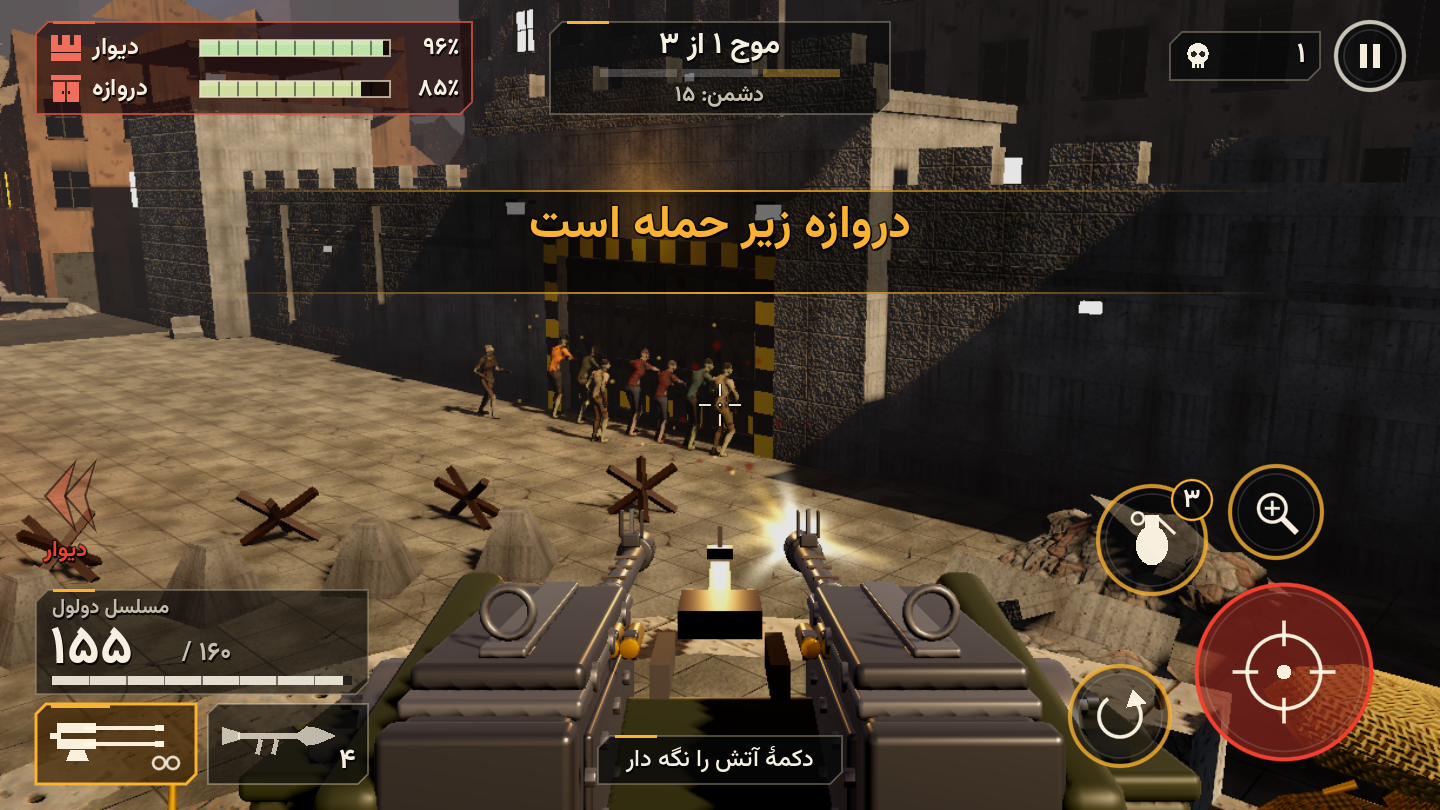 دیوار ۹۶٪
دروازه ۸۵٪
موج ۱ از ۳
دشمن: ۱۵
۱
دروازه زیر حمله است
دیوار
۳
مسلسل دولول
۱۵۵ / ۱۶۰
∞
۴
دکمهٔ آتش را نگه دار